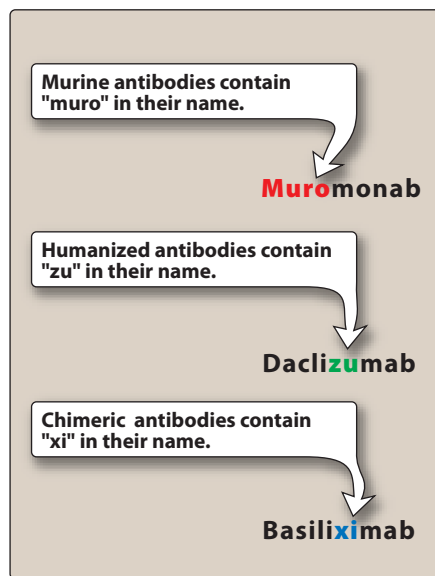 Murine antibodies contain
"muro" in their name.
Muromonab
Humanized antibodies contain
"zu" in their name.
Daclizumab
Chimeric antibodies contain
"xi" in their name.
Basiliximab